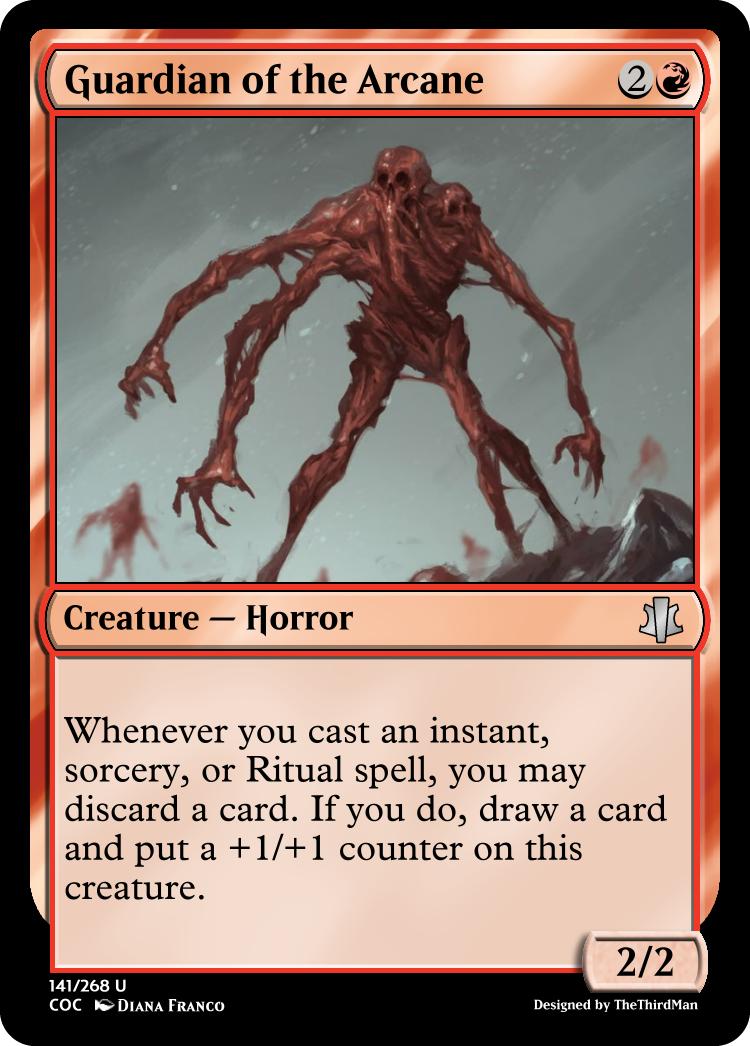 Guardian of the Arcane 2
Creature — Horror
Whenever you cast an instant,
sorcery, or Ritual spell, you may
discard a card. If you do, draw a card
and put a +1/+1 counter on this
creature.
2/2
141/268 U
COC Diana Franco
Designed by TheThirdMan